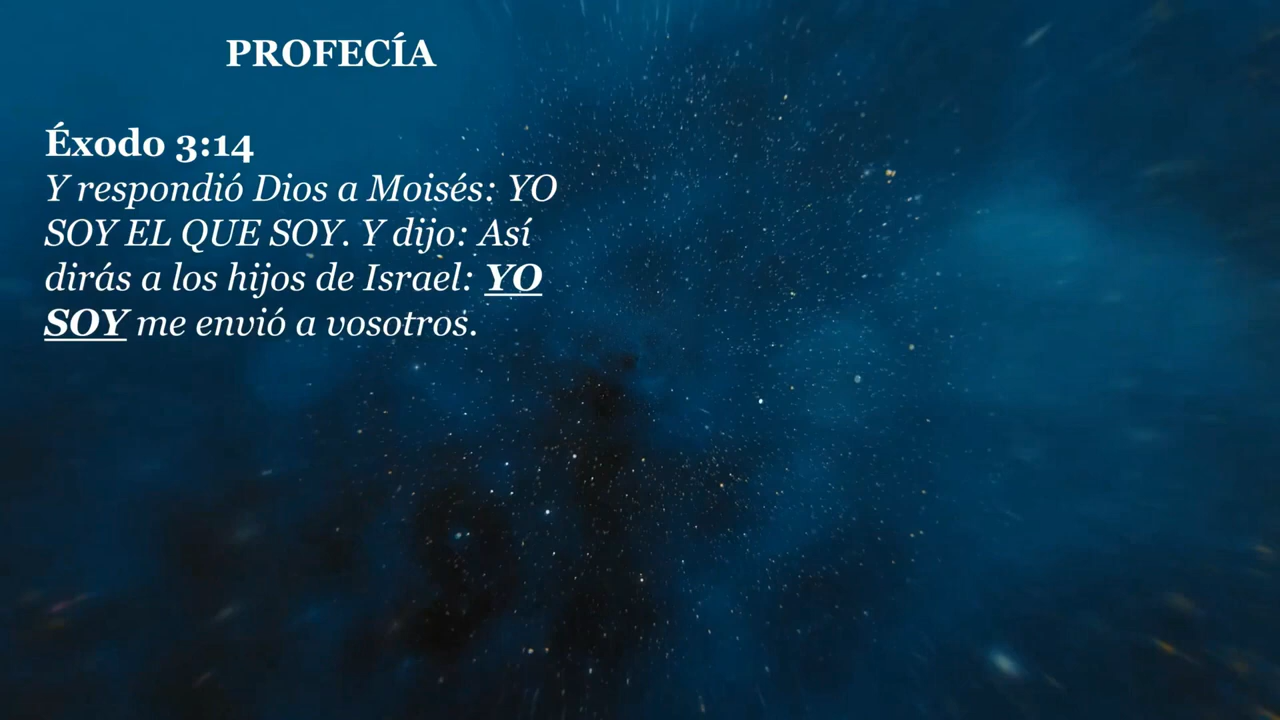 PROFECÍA
Éxodo 3:14
Y respondió Dios a Moisés: YO
SOY EL QUE SOY. Y dijo: Así
dirás a los hijos de Israel: YO
SOY me envió a vosotros.